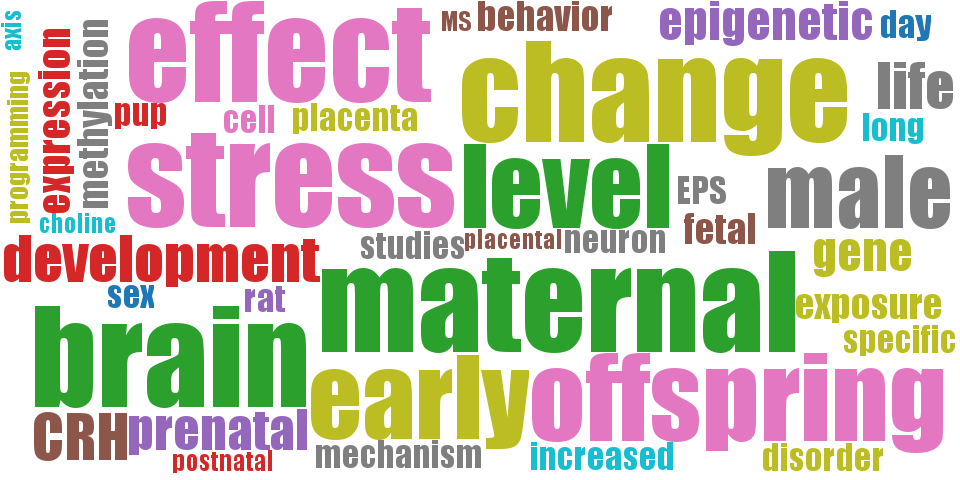 axis
programming
expression
methylation
pup
effect
MS
behavior
epigenetic
day
change
life
long
cell
placenta
choline
stress
level
EPS
male
fetal
development
studies
placental
neuron
gene
sex
rat
maternal
exposure
specific
brain
early
offspring
CRH
prenatal
postnatal
mechanism
increased
disorder